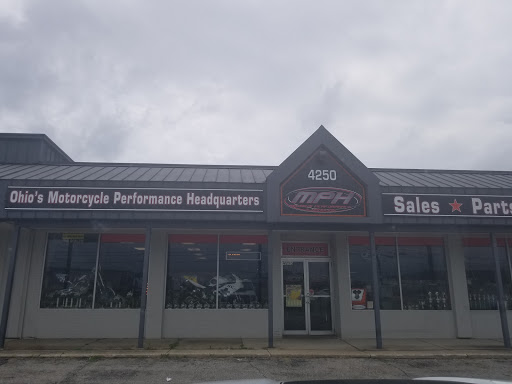 4250
Ohio's Motorcycle Performance Headquarters
MPH
Sales ★ Parts